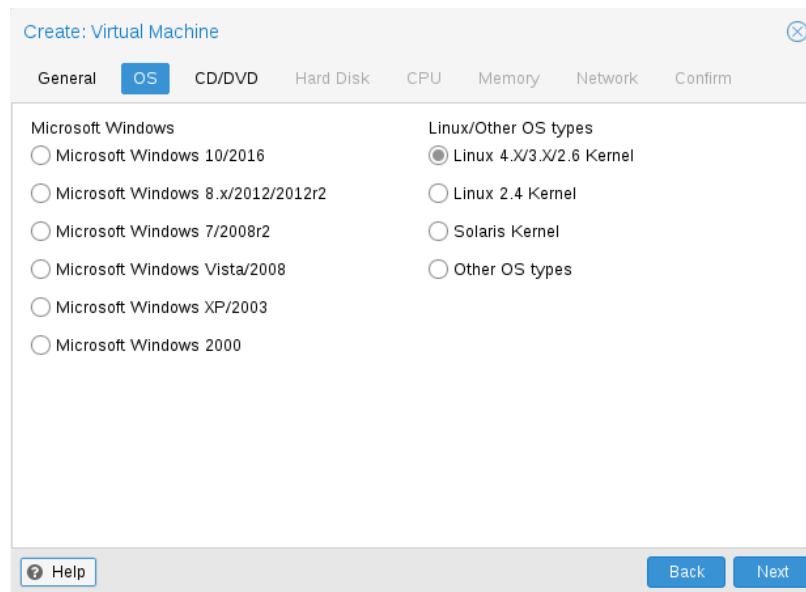 Create: Virtual Machine
General OS CD/DVD Hard Disk CPU Memory Network Confirm
Microsoft Windows
Microsoft Windows 10/2016
Microsoft Windows 8.x/2012/2012r2
Microsoft Windows 7/2008r2
Microsoft Windows Vista/2008
Microsoft Windows XP/2003
Microsoft Windows 2000
Linux/Other OS types
Linux 4.X/3.X/2.6 Kernel
Linux 2.4 Kernel
Solaris Kernel
Other OS types
Help Back Next